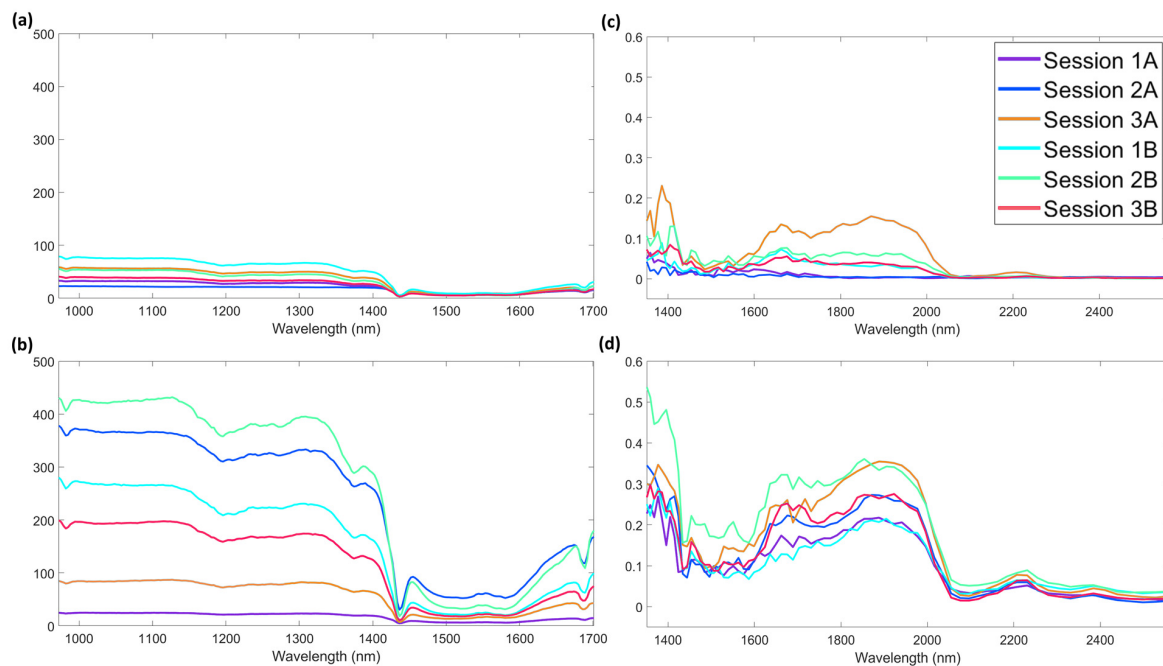 (a)
500
400
300
200
100
0
1000 1100 1200 1300 1400 1500 1600 1700
Wavelength (nm)
(c)
0.6
0.5
0.4
0.3
0.2
0.1
0
1400 1600 1800 2000 2200 2400
Wavelength (nm)
Session 1A
Session 2A
Session 3A
Session 1B
Session 2B
Session 3B
(b)
500
400
300
200
100
0
1000 1100 1200 1300 1400 1500 1600 1700
Wavelength (nm)
(d)
0.6
0.5
0.4
0.3
0.2
0.1
0
1400 1600 1800 2000 2200 2400
Wavelength (nm)